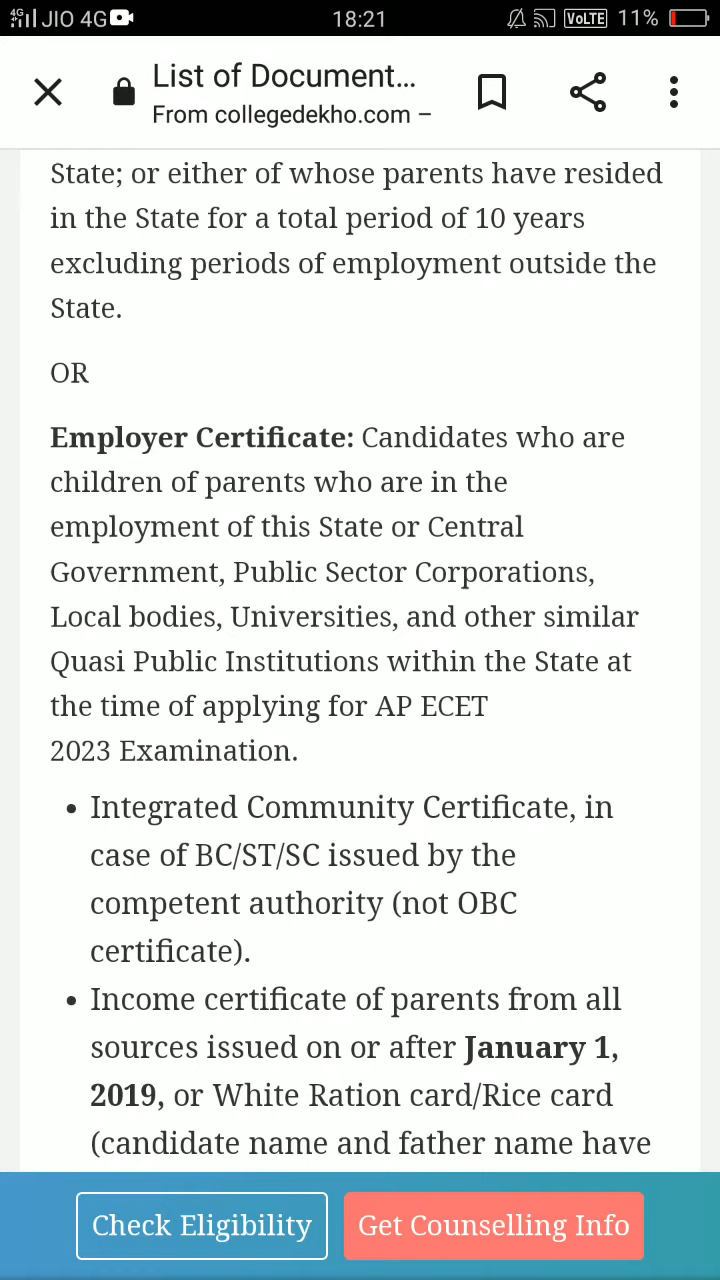 4G JIO 4G 18:21 VoLTE 11%
List of Document...
From collegedekho.com –
State; or either of whose parents have resided
in the State for a total period of 10 years
excluding periods of employment outside the
State.
OR
Employer Certificate: Candidates who are
children of parents who are in the
employment of this State or Central
Government, Public Sector Corporations,
Local bodies, Universities, and other similar
Quasi Public Institutions within the State at
the time of applying for AP ECET
2023 Examination.
• Integrated Community Certificate, in
case of BC/ST/SC issued by the
competent authority (not OBC
certificate).
• Income certificate of parents from all
sources issued on or after January 1,
2019, or White Ration card/Rice card
(candidate name and father name have
Check Eligibility Get Counselling Info